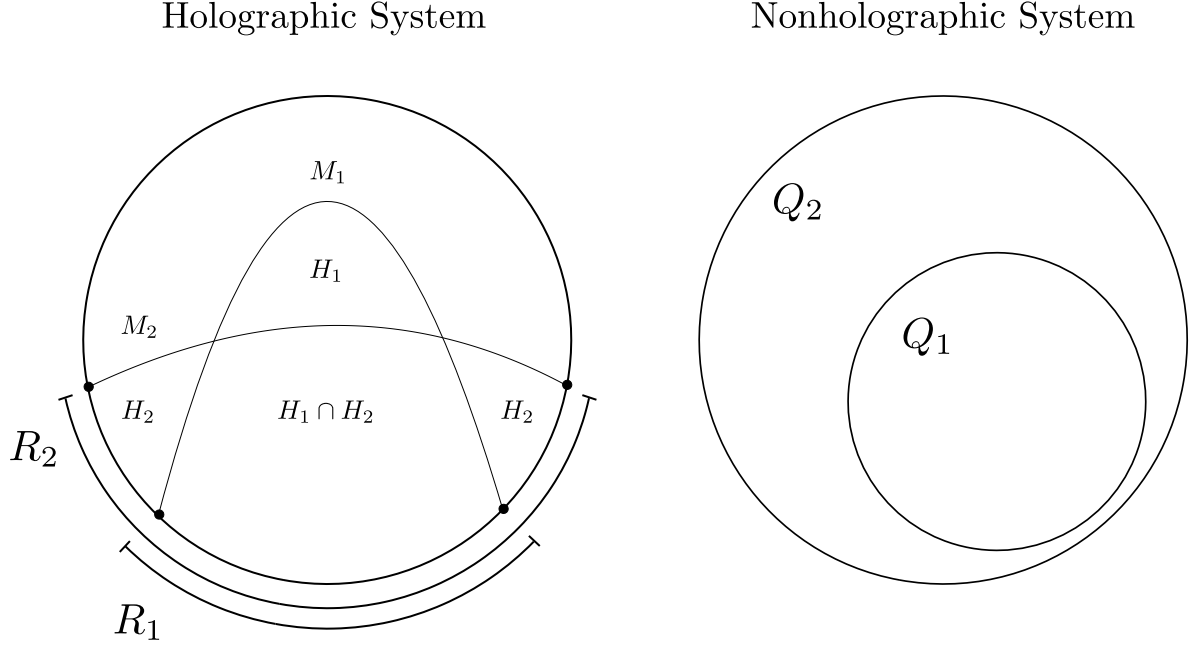 Holographic System
Nonholographic System
M₁
Q₂
H₁
M₂
Q₁
H₂
H₁ ∩ H₂
H₂
R₂
R₁